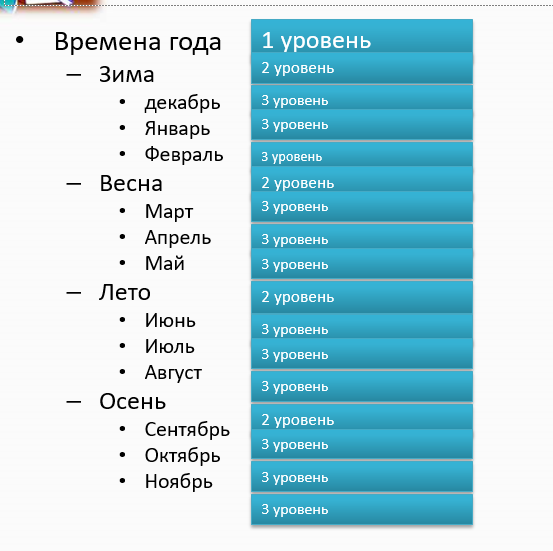 • Времена года 1 уровень
– Зима 2 уровень
• декабрь 3 уровень
• Январь 3 уровень
• Февраль 3 уровень
– Весна 2 уровень
• Март 3 уровень
• Апрель 3 уровень
• Май 3 уровень
– Лето 2 уровень
• Июнь 3 уровень
• Июль 3 уровень
• Август 3 уровень
– Осень 2 уровень
• Сентябрь 3 уровень
• Октябрь 3 уровень
• Ноябрь 3 уровень